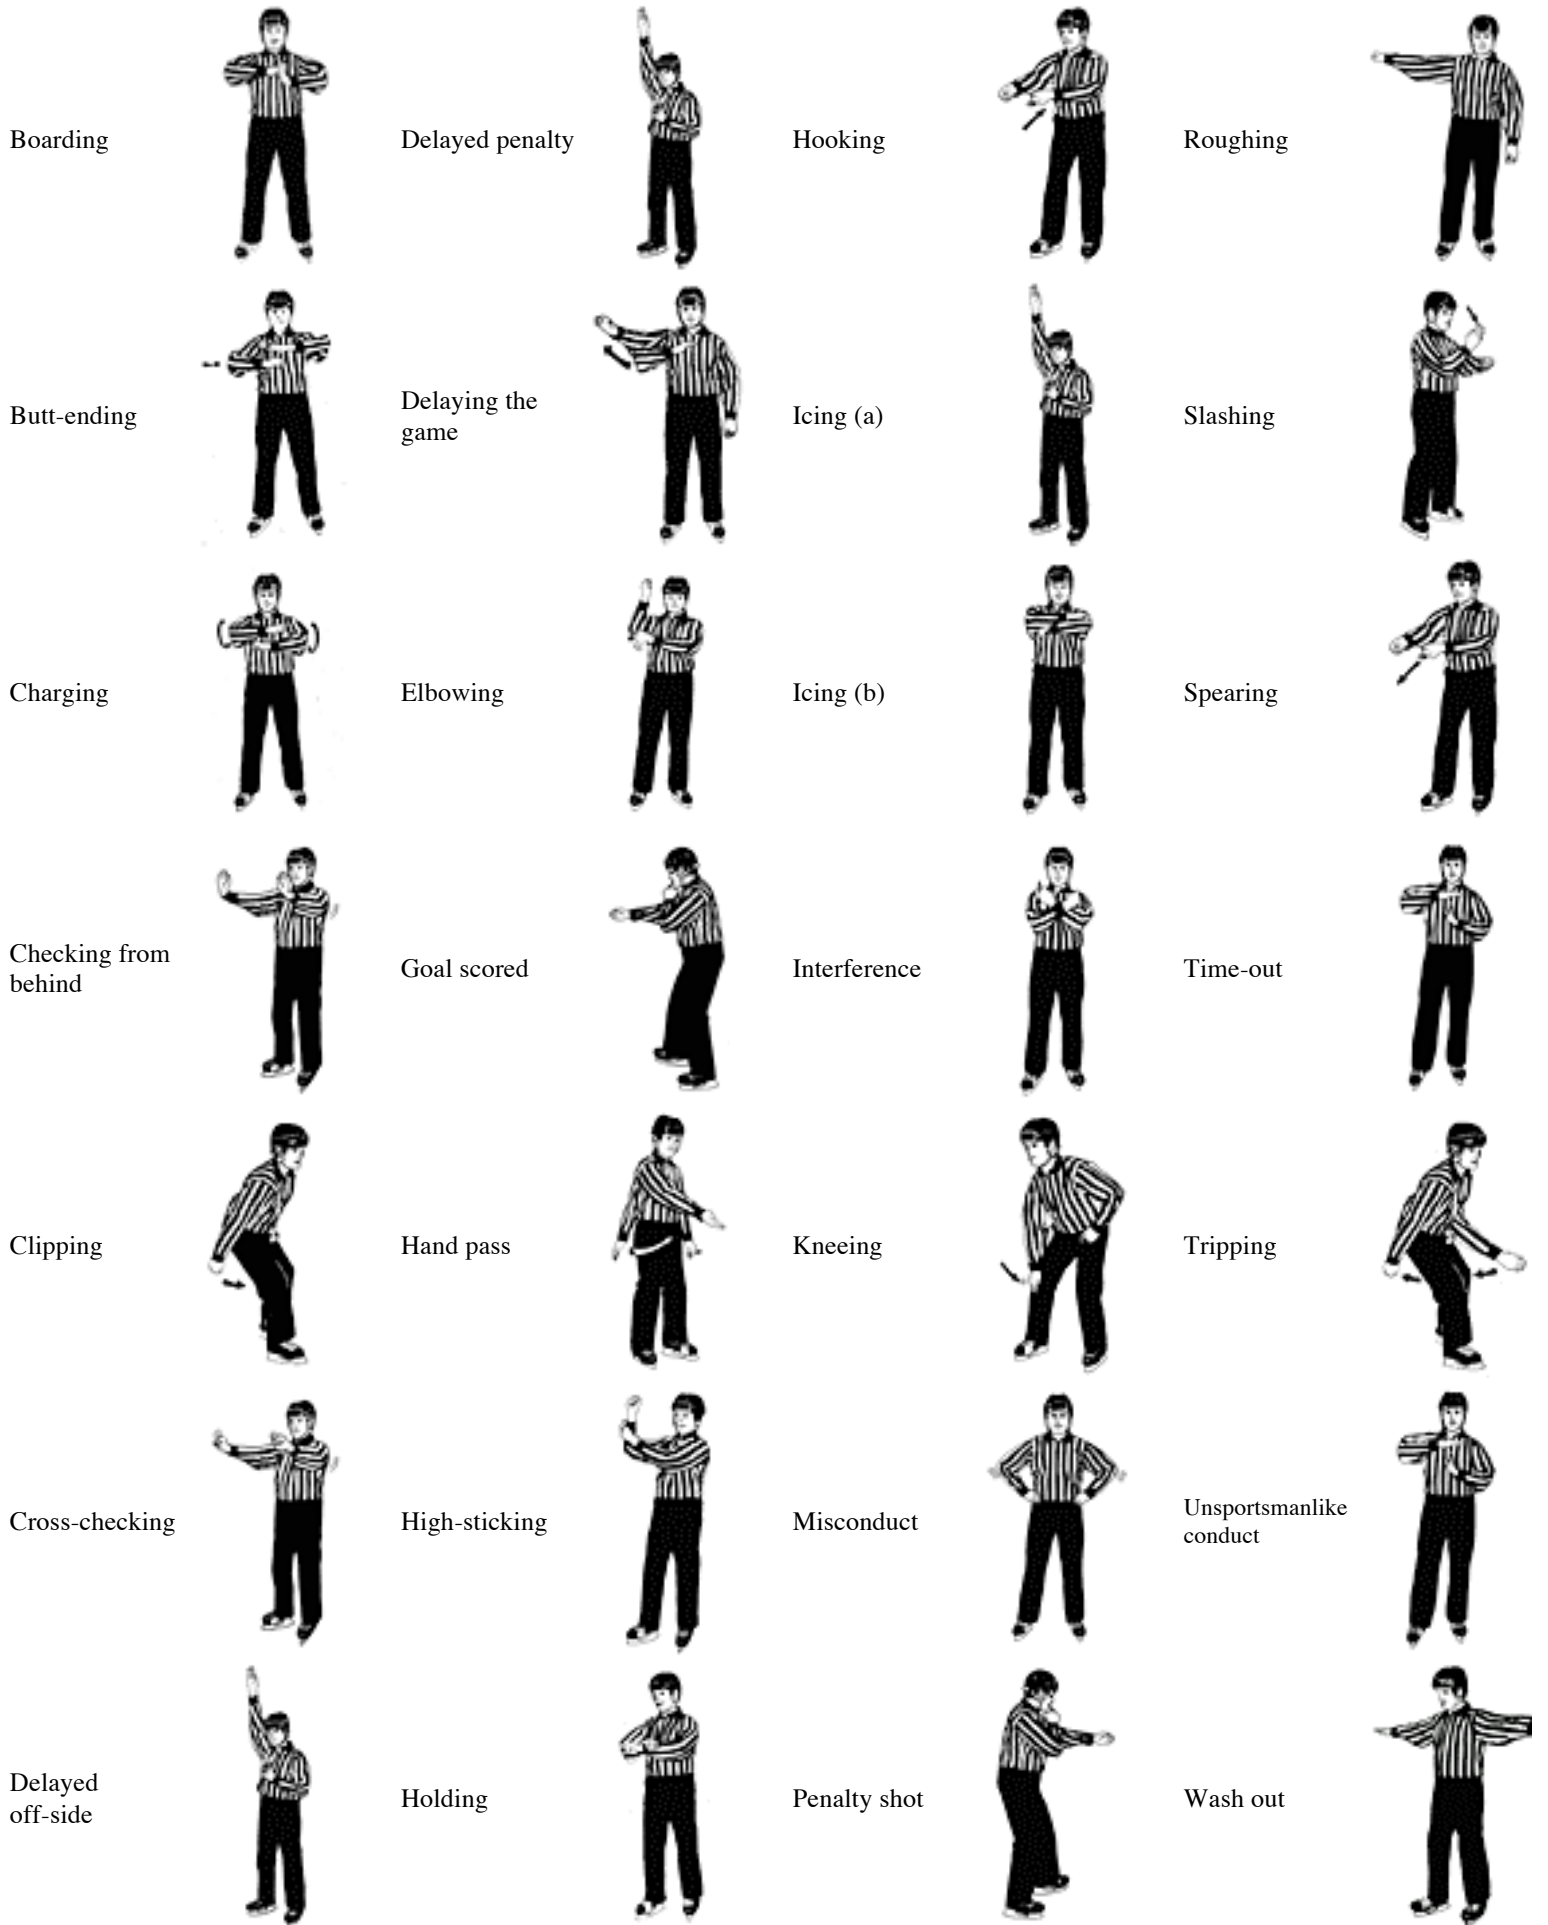 Boarding
Delayed penalty
Hooking
Roughing
Butt-ending
Delaying the
game
Icing (a)
Slashing
Charging
Elbowing
Icing (b)
Spearing
Checking from
behind
Goal scored
Interference
Time-out
Clipping
Hand pass
Kneeing
Tripping
Cross-checking
High-sticking
Misconduct
Unsportsmanlike
conduct
Delayed
off-side
Holding
Penalty shot
Wash out